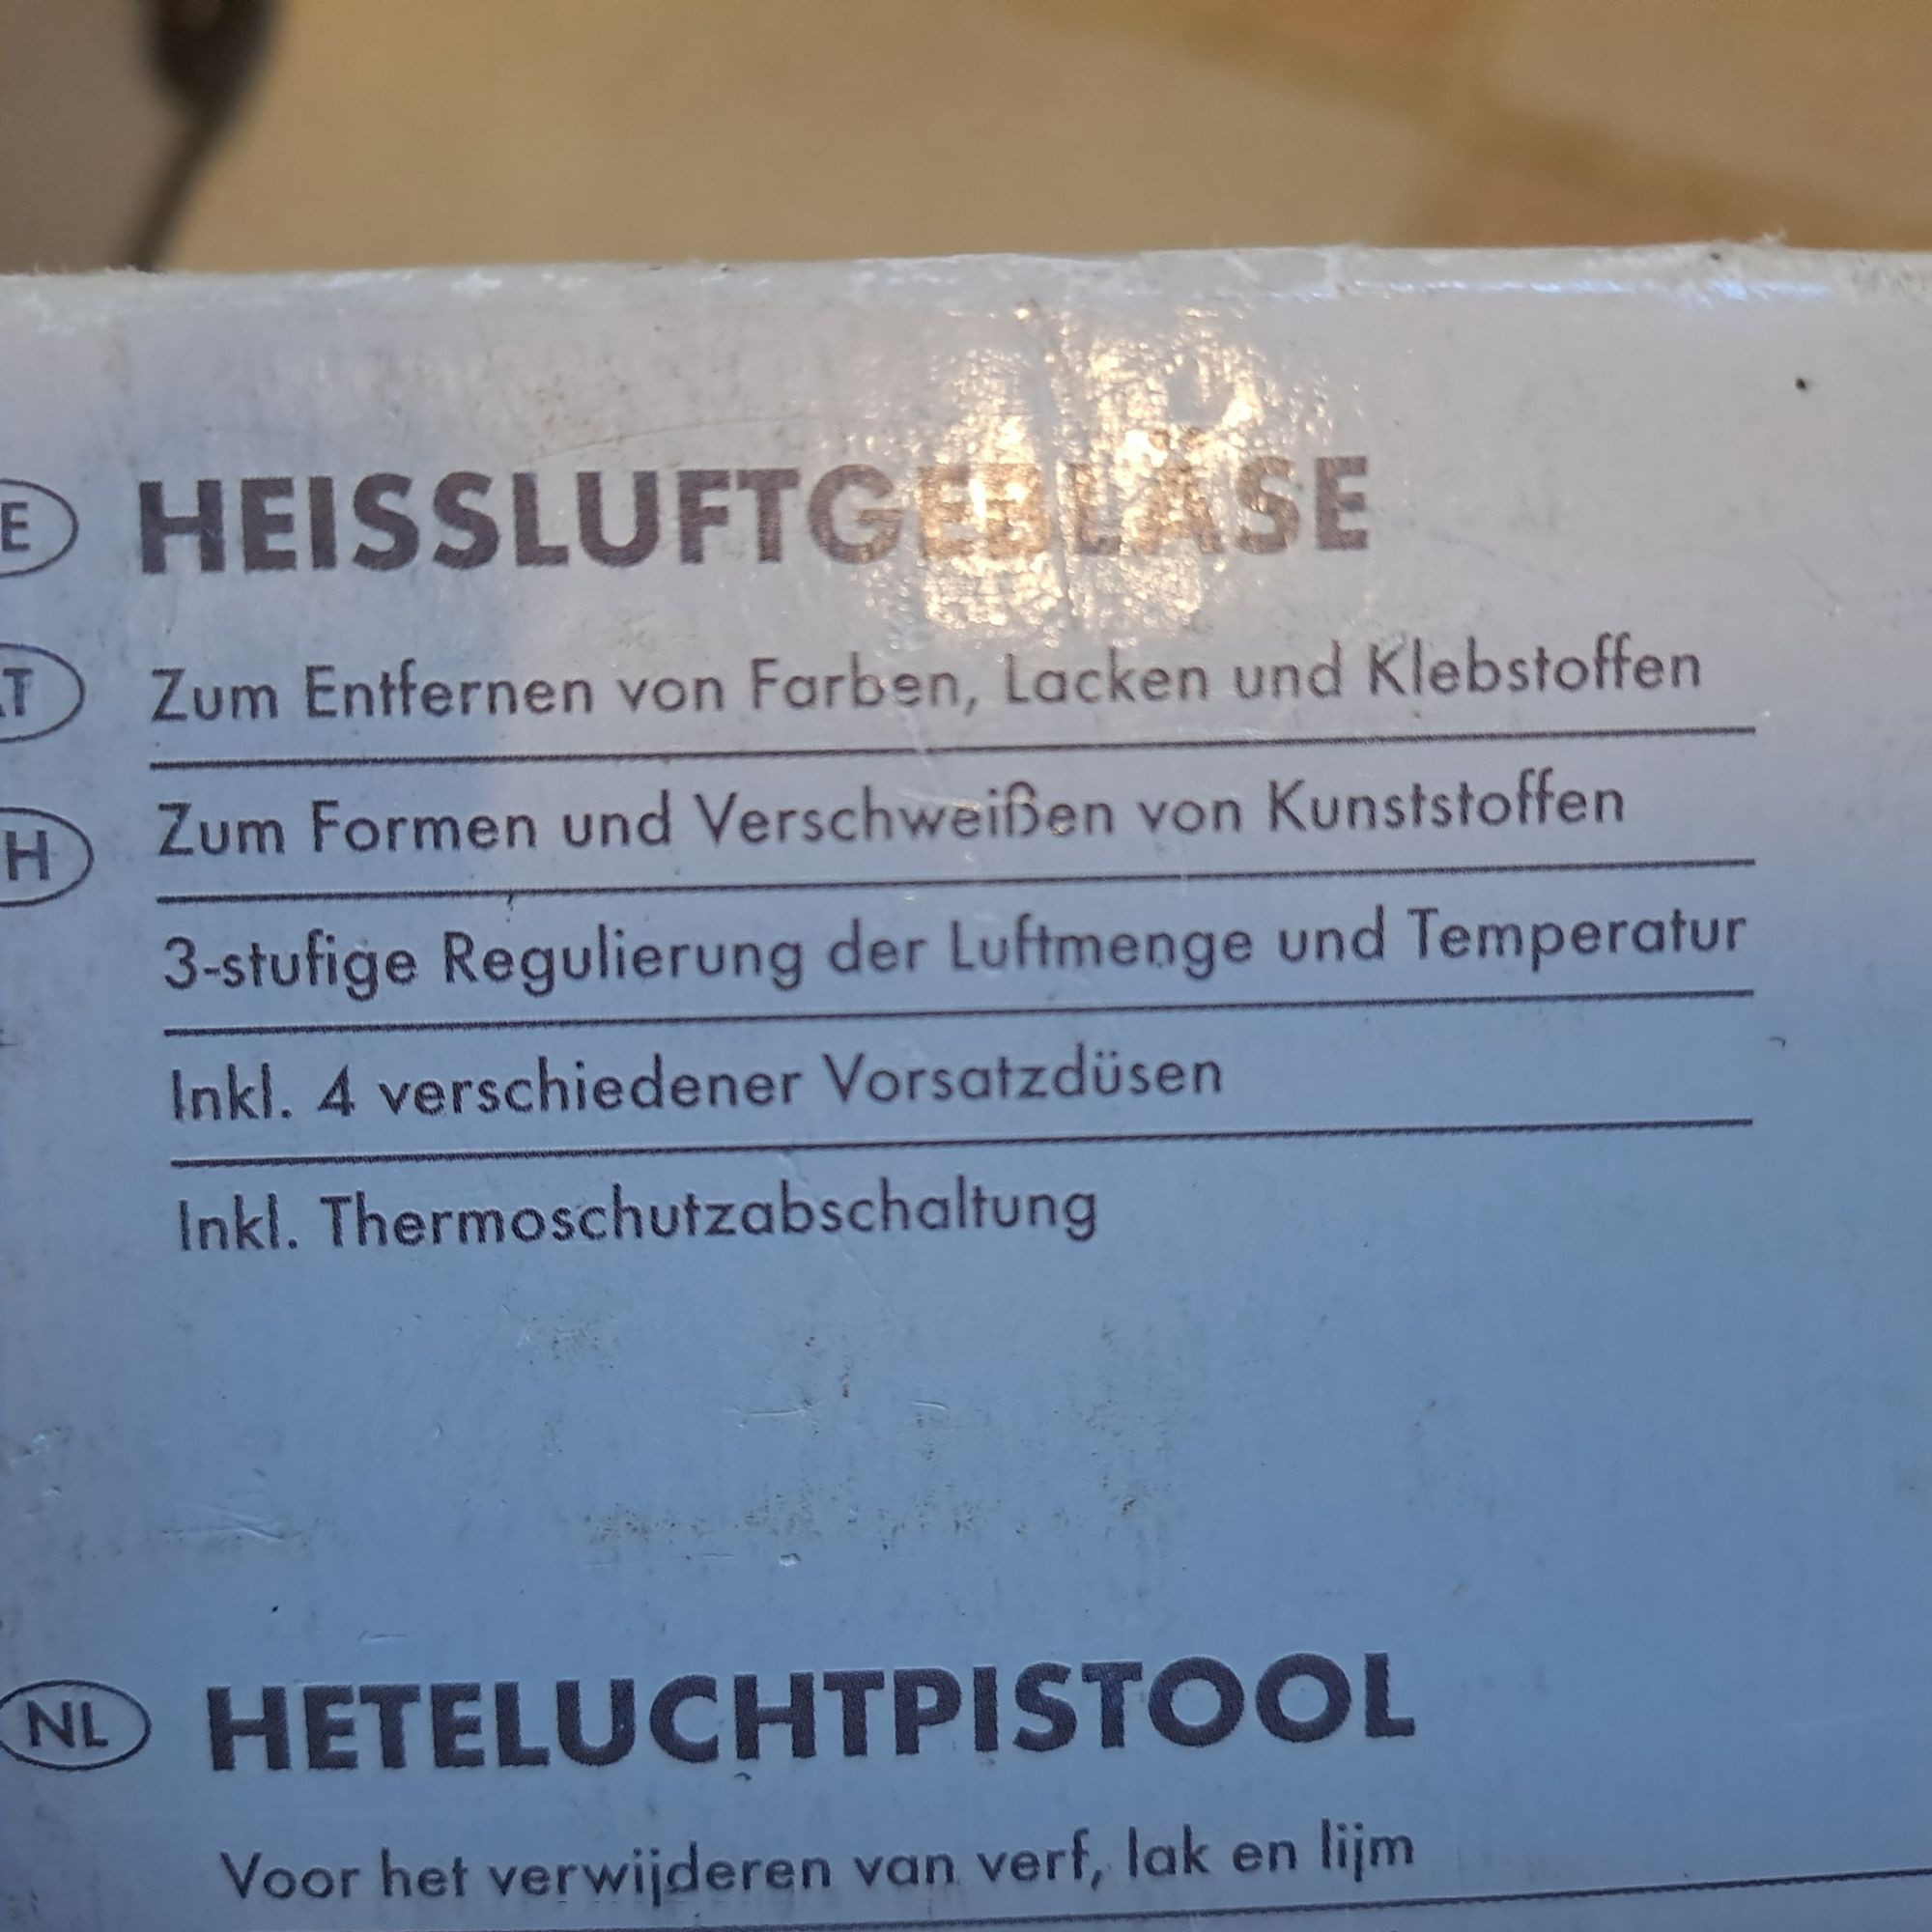 E HEISSLUFTGEBLÄSE
T Zum Entfernen von Farben, Lacken und Klebstoffen
H Zum Formen und Verschweißen von Kunststoffen
3-stufige Regulierung der Luftmenge und Temperatur
Inkl. 4 verschiedener Vorsatzdüsen
Inkl. Thermoschutzabschaltung
NL HETELUCHTPISTOOL
Voor het verwijderen van verf, lak en lijm